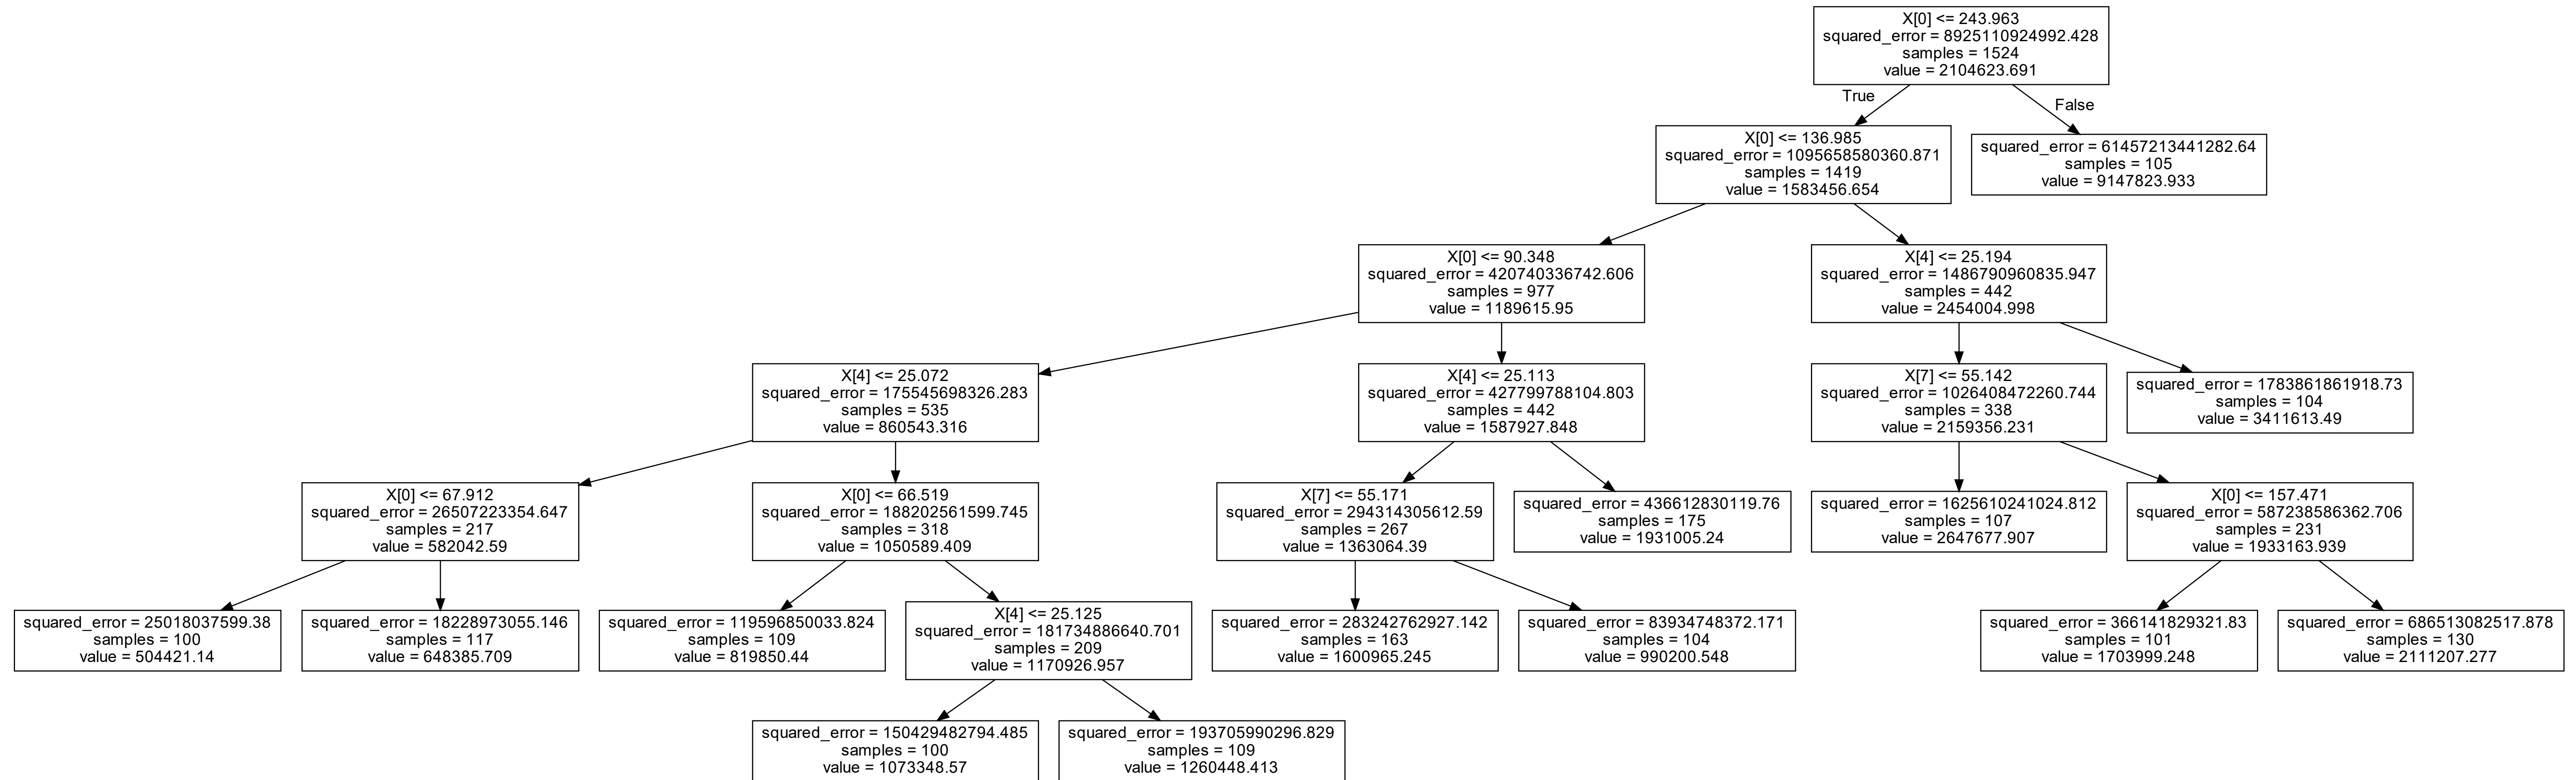 X[0] <= 243.963
squared_error = 8925110924992.428
samples = 1524
value = 2104623.691
True
False
X[0] <= 136.985
squared_error = 1095658580360.871
samples = 1419
value = 1583456.654
squared_error = 61457213441282.64
samples = 105
value = 9147823.933
X[0] <= 90.348
squared_error = 420740336742.606
samples = 977
value = 1189615.95
X[4] <= 25.194
squared_error = 1486790960835.947
samples = 442
value = 2454004.998
X[4] <= 25.072
squared_error = 175545698326.283
samples = 535
value = 860543.316
X[4] <= 25.113
squared_error = 427799788104.803
samples = 442
value = 1587927.848
X[7] <= 55.142
squared_error = 1026408472260.744
samples = 338
value = 2159356.231
squared_error = 1783861861918.73
samples = 104
value = 3411613.49
X[0] <= 67.912
squared_error = 26507223354.647
samples = 217
value = 582042.59
X[0] <= 66.519
squared_error = 188202561599.745
samples = 318
value = 1050589.409
X[7] <= 55.171
squared_error = 294314305612.59
samples = 267
value = 1363064.39
squared_error = 436612830119.76
samples = 175
value = 1931005.24
squared_error = 1625610241024.812
samples = 107
value = 2647677.907
X[0] <= 157.471
squared_error = 587238586362.706
samples = 231
value = 1933163.939
squared_error = 25018037599.38
samples = 100
value = 504421.14
squared_error = 18228973055.146
samples = 117
value = 648385.709
squared_error = 119596850033.824
samples = 109
value = 819850.44
X[4] <= 25.125
squared_error = 181734886640.701
samples = 209
value = 1170926.957
squared_error = 283242762927.142
samples = 163
value = 1600965.245
squared_error = 83934748372.171
samples = 104
value = 990200.548
squared_error = 366141829321.83
samples = 101
value = 1703999.248
squared_error = 686513082517.878
samples = 130
value = 2111207.277
squared_error = 150429482794.485
samples = 100
value = 1073348.57
squared_error = 193705990296.829
samples = 109
value = 1260448.413